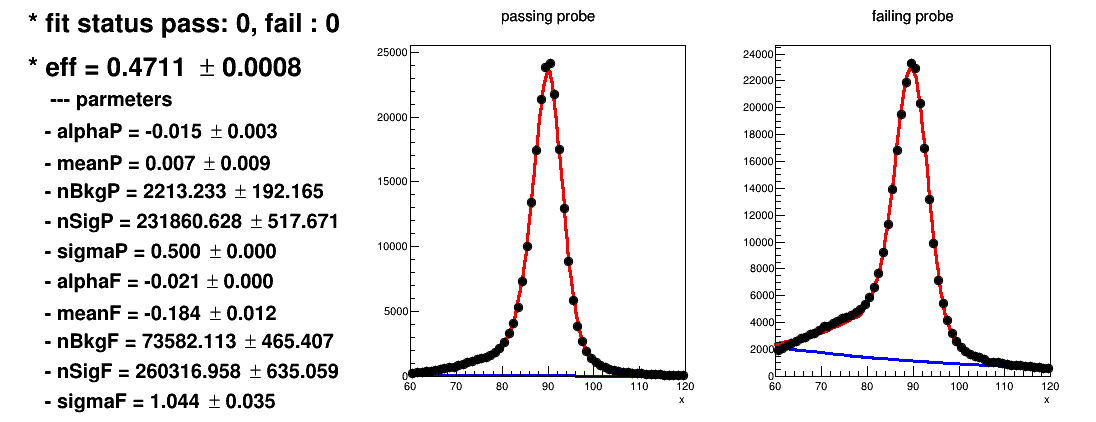 * fit status pass: 0, fail : 0
* eff = 0.4711 ± 0.0008
--- parmeters
- alphaP = -0.015 ± 0.003
- meanP = 0.007 ± 0.009
- nBkgP = 2213.233 ± 192.165
- nSigP = 231860.628 ± 517.671
- sigmaP = 0.500 ± 0.000
- alphaF = -0.021 ± 0.000
- meanF = -0.184 ± 0.012
- nBkgF = 73582.113 ± 465.407
- nSigF = 260316.958 ± 635.059
- sigmaF = 1.044 ± 0.035
passing probe
25000
20000
15000
10000
5000
0
60 70 80 90 100 110 120
x
failing probe
24000
22000
20000
18000
16000
14000
12000
10000
8000
6000
4000
2000
0
60 70 80 90 100 110 120
x